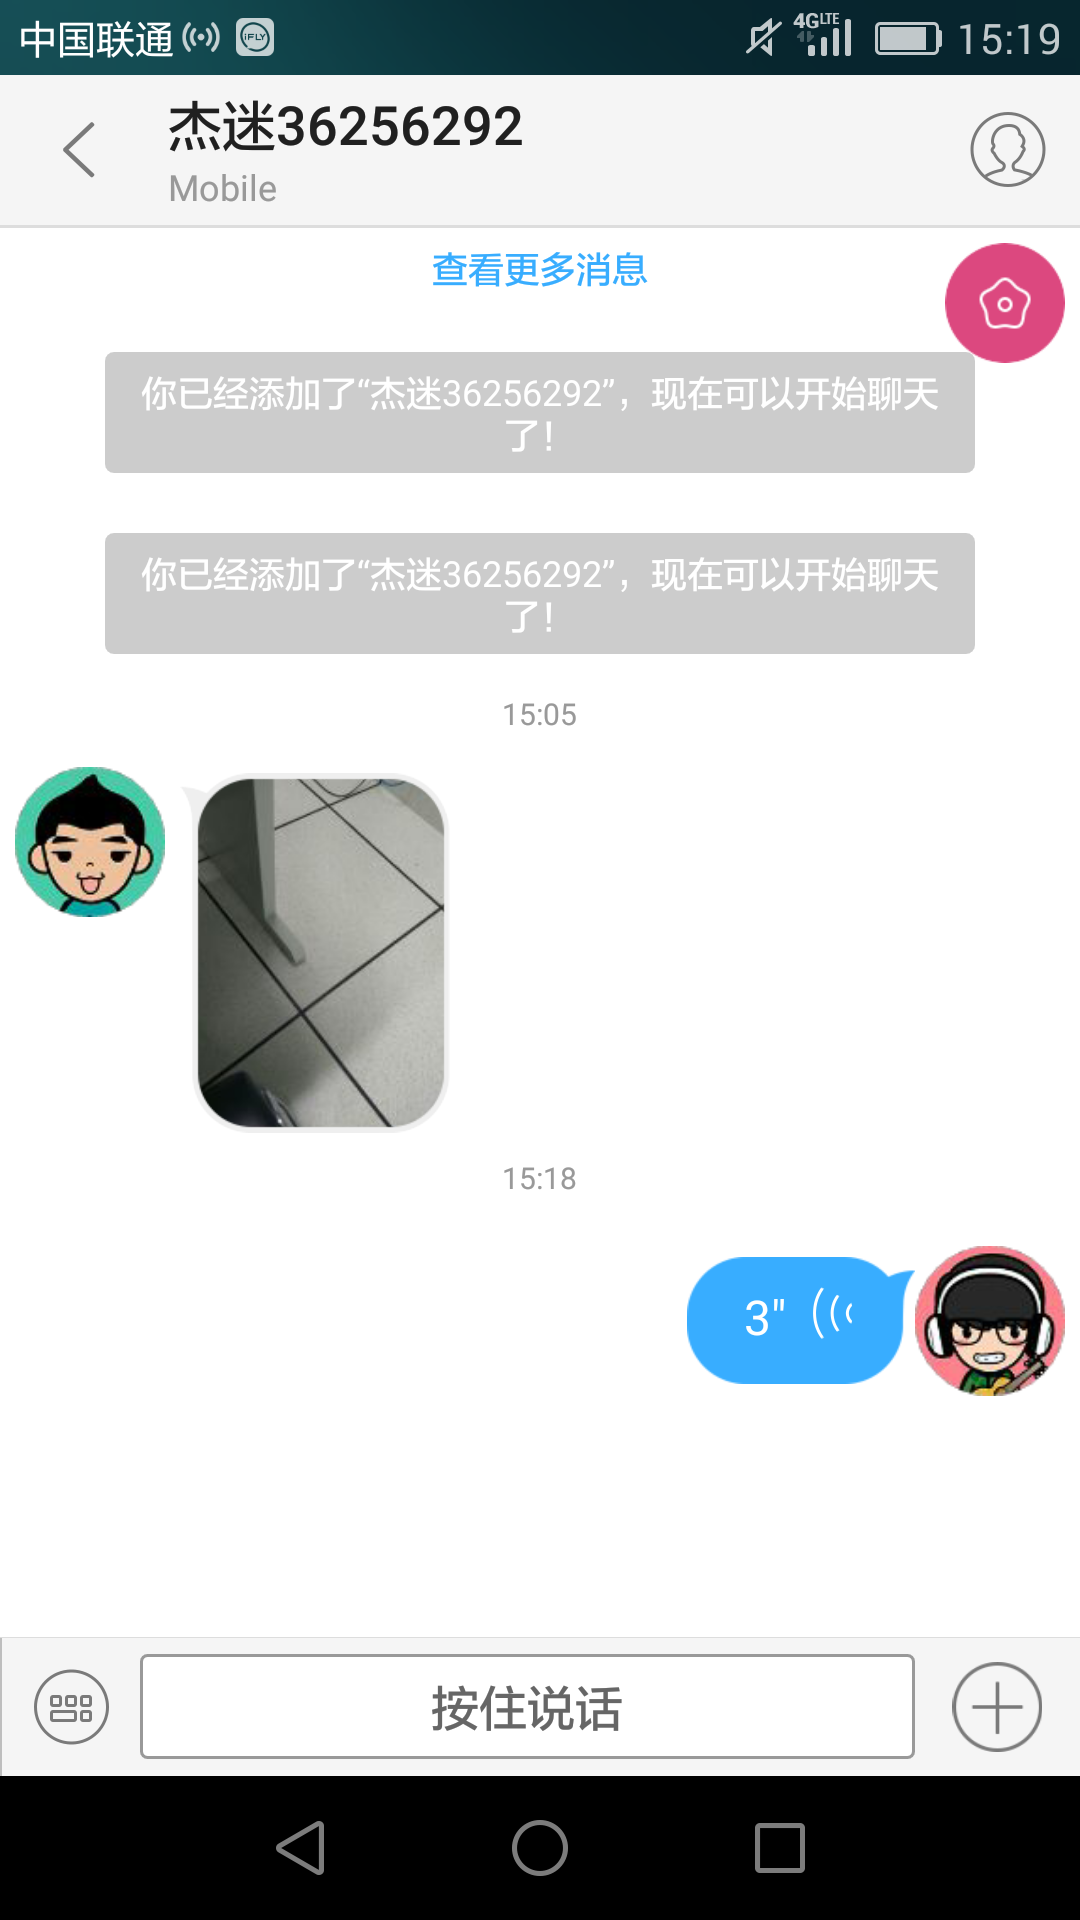 中国联通 iFLY 4G LTE 15:19
杰迷36256292
Mobile
查看更多消息
你已经添加了“杰迷36256292”，现在可以开始聊天
了！
你已经添加了“杰迷36256292”，现在可以开始聊天
了！
15:05
15:18
3"
按住说话